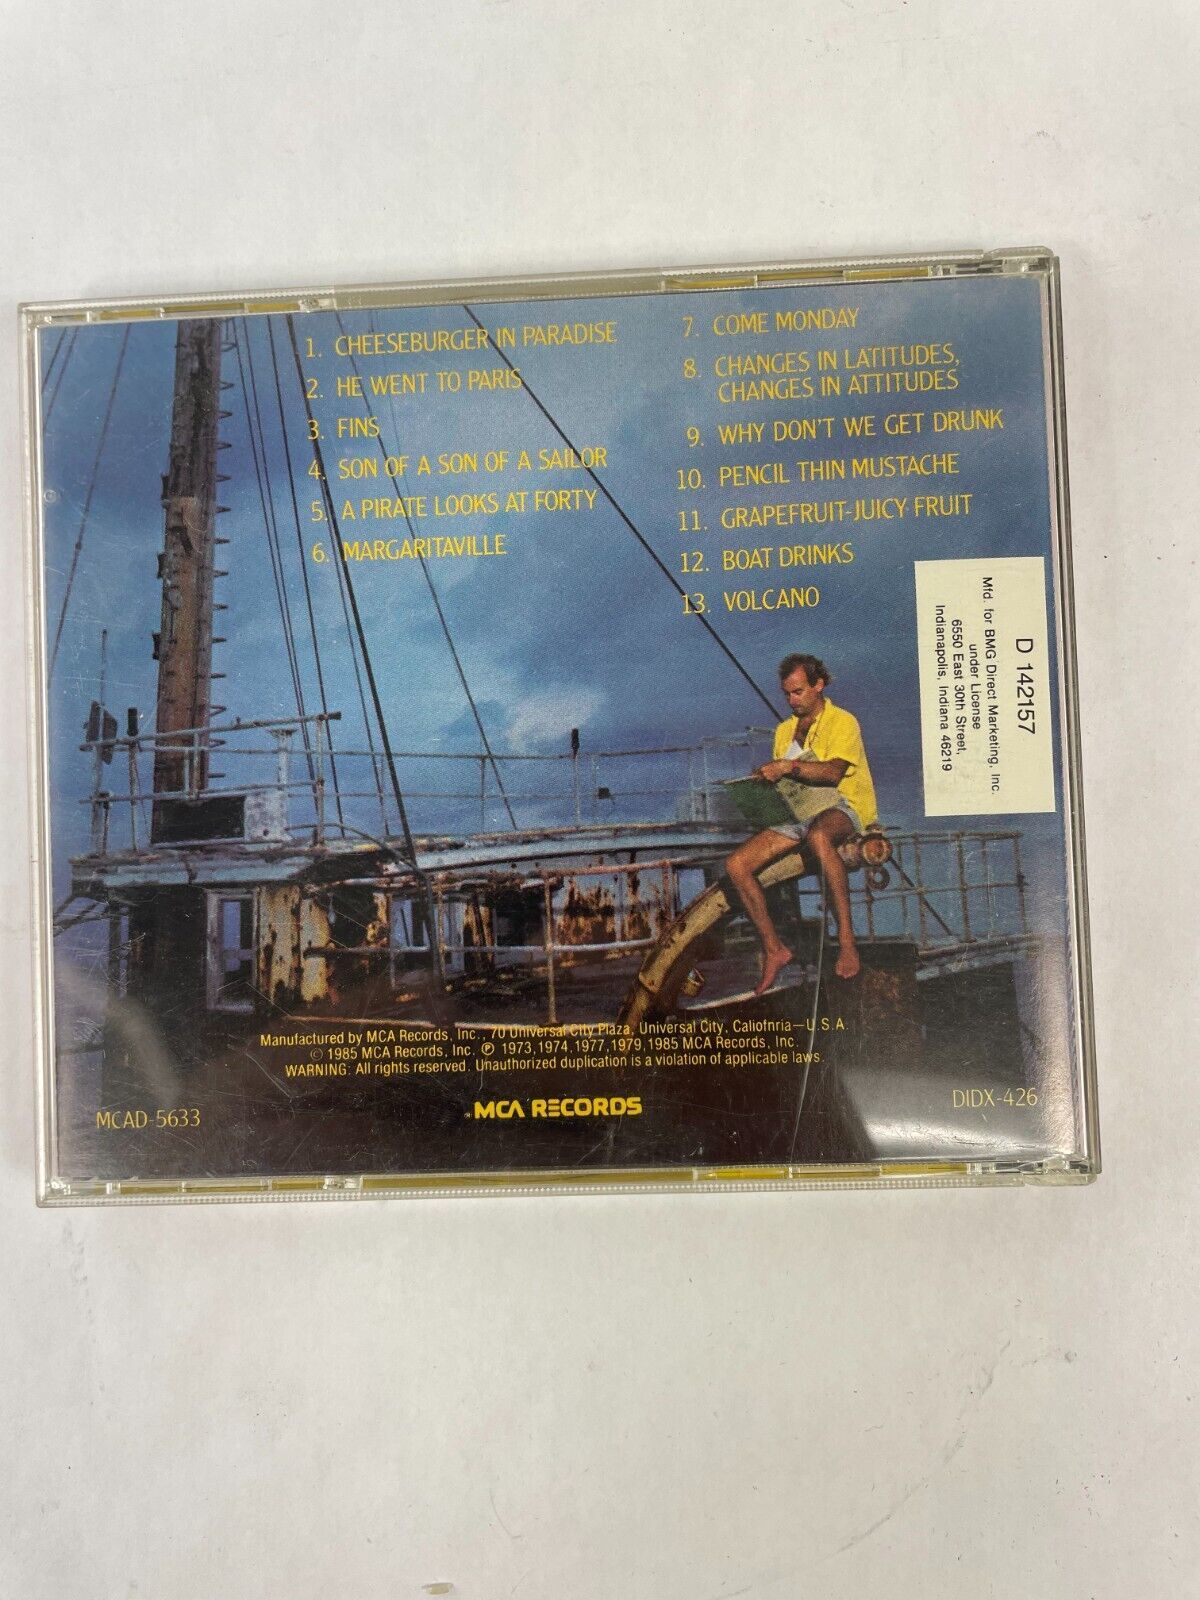 1. CHEESEBURGER IN PARADISE
2. HE WENT TO PARIS
3. FINS
4. SON OF A SON OF A SAILOR
5. A PIRATE LOOKS AT FORTY
6. MARGARITAVILLE
7. COME MONDAY
8. CHANGES IN LATITUDES,
CHANGES IN ATTITUDES
9. WHY DON'T WE GET DRUNK
10. PENCIL THIN MUSTACHE
11. GRAPEFRUIT-JUICY FRUIT
12. BOAT DRINKS
13. VOLCANO
D 142157
Mfd. for BMG Direct Marketing, Inc.
under License
6550 East 30th Street,
Indianapolis, Indiana 46219
Manufactured by MCA Records, Inc., 70 Universal City Plaza, Universal City, Caliofnria—U.S.A.
© 1985 MCA Records, Inc. ℗ 1973,1974,1977,1979,1985 MCA Records, Inc.
WARNING: All rights reserved. Unauthorized duplication is a violation of applicable laws.
MCAD-5633
® MCA RECORDS
DIDX-426